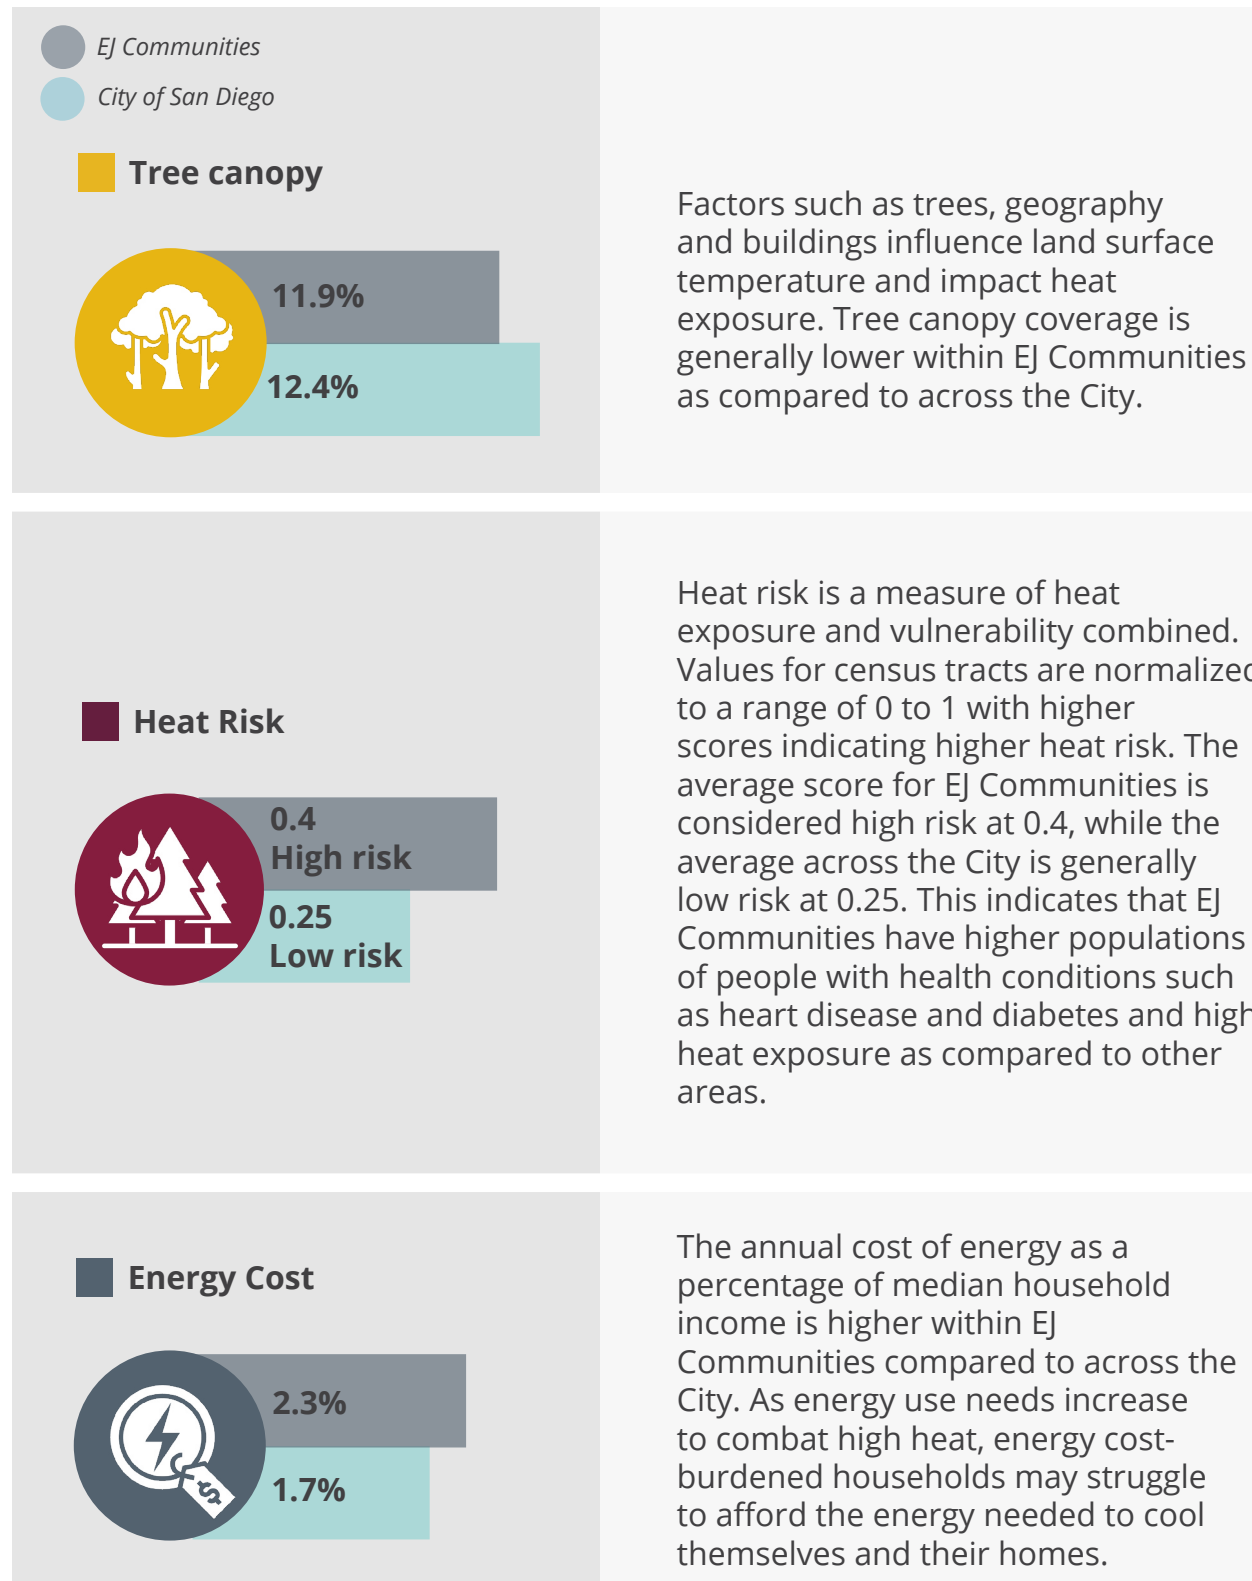 EJ Communities
City of San Diego
Tree canopy
11.9%
12.4%
Factors such as trees, geography
and buildings influence land surface
temperature and impact heat
exposure. Tree canopy coverage is
generally lower within EJ Communities
as compared to across the City.
Heat Risk
0.4
High risk
0.25
Low risk
Heat risk is a measure of heat
exposure and vulnerability combined.
Values for census tracts are normalized
to a range of 0 to 1 with higher
scores indicating higher heat risk. The
average score for EJ Communities is
considered high risk at 0.4, while the
average across the City is generally
low risk at 0.25. This indicates that EJ
Communities have higher populations
of people with health conditions such
as heart disease and diabetes and high
heat exposure as compared to other
areas.
Energy Cost
2.3%
1.7%
$
The annual cost of energy as a
percentage of median household
income is higher within EJ
Communities compared to across the
City. As energy use needs increase
to combat high heat, energy cost-
burdened households may struggle
to afford the energy needed to cool
themselves and their homes.